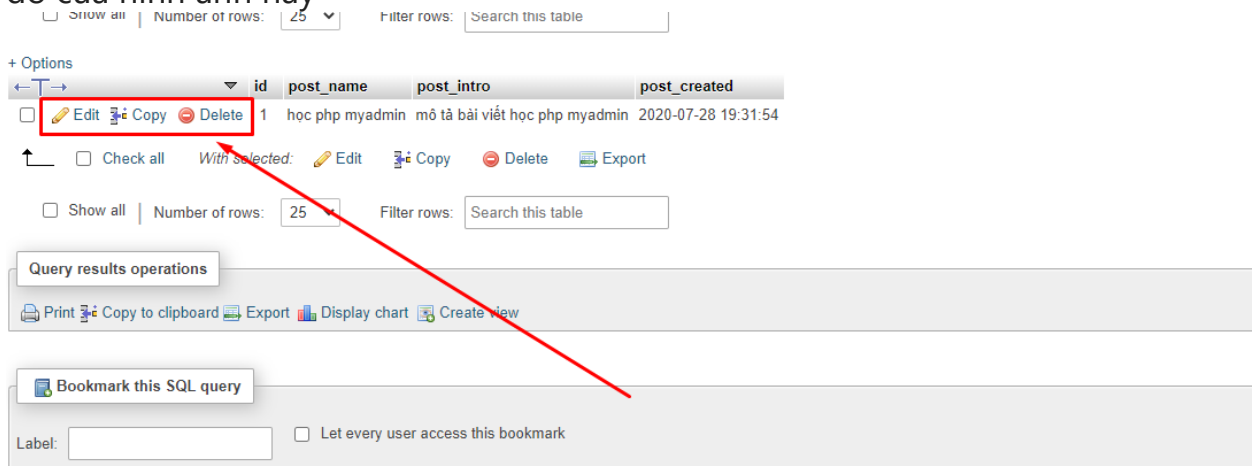 Show all | Number of rows: 25 Filter rows: Search this table
+ Options
←T→ id post_name post_intro post_created
Edit Copy Delete 1 học php myadmin mô tả bài viết học php myadmin 2020-07-28 19:31:54
Check all With selected: Edit Copy Delete Export
Show all | Number of rows: 25 Filter rows: Search this table
Query results operations
Print Copy to clipboard Export Display chart Create view
Bookmark this SQL query
Label: Let every user access this bookmark